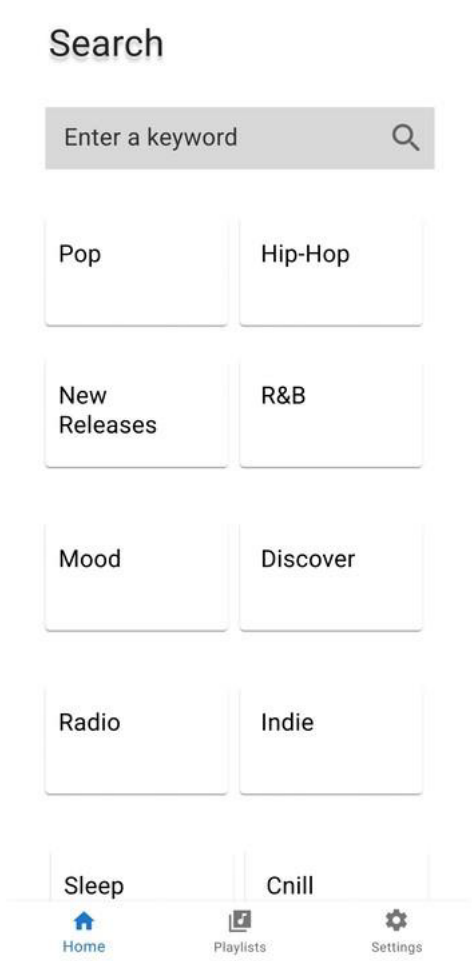 Search
Enter a keyword
Pop
Hip-Hop
New
Releases
R&B
Mood
Discover
Radio
Indie
Sleep
Cnill
Home
Playlists
Settings